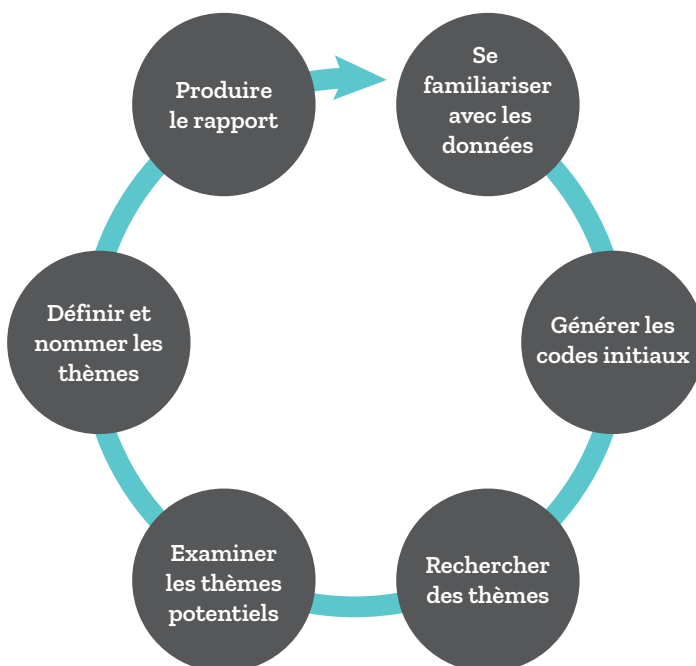 Se
familiariser
avec les
données
Générer les
codes initiaux
Rechercher
des thèmes
Examiner
les thèmes
potentiels
Définir et
nommer les
thèmes
Produire
le rapport